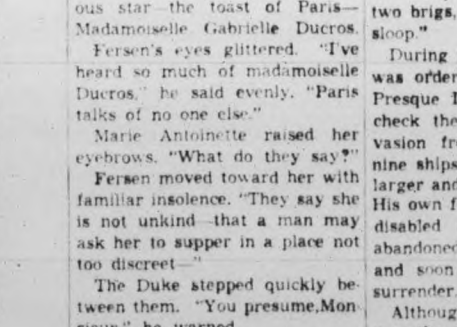 ous star—the toast of Paris—
Madamoiselle Gabrielle Ducros.
Fersen's eyes glittered. "I've
heard so much of madamoiselle
Ducros," he said evenly. "Paris
talks of no one else."
Marie Antoinette raised her
eyebrows. "What do they say?"
Fersen moved toward her with
familiar insolence. "They say she
is not unkind—that a man may
ask her to supper in a place not
too discreet—"
The Duke stepped quickly be-
tween them. "You presume,Mon-
sieur," he warned.
two brigs,
sloop."
During
was order
Presque I
check the
vasion fr
nine ships
larger and
His own f
disabled
abandoned
and soon
surrender.
Althoug